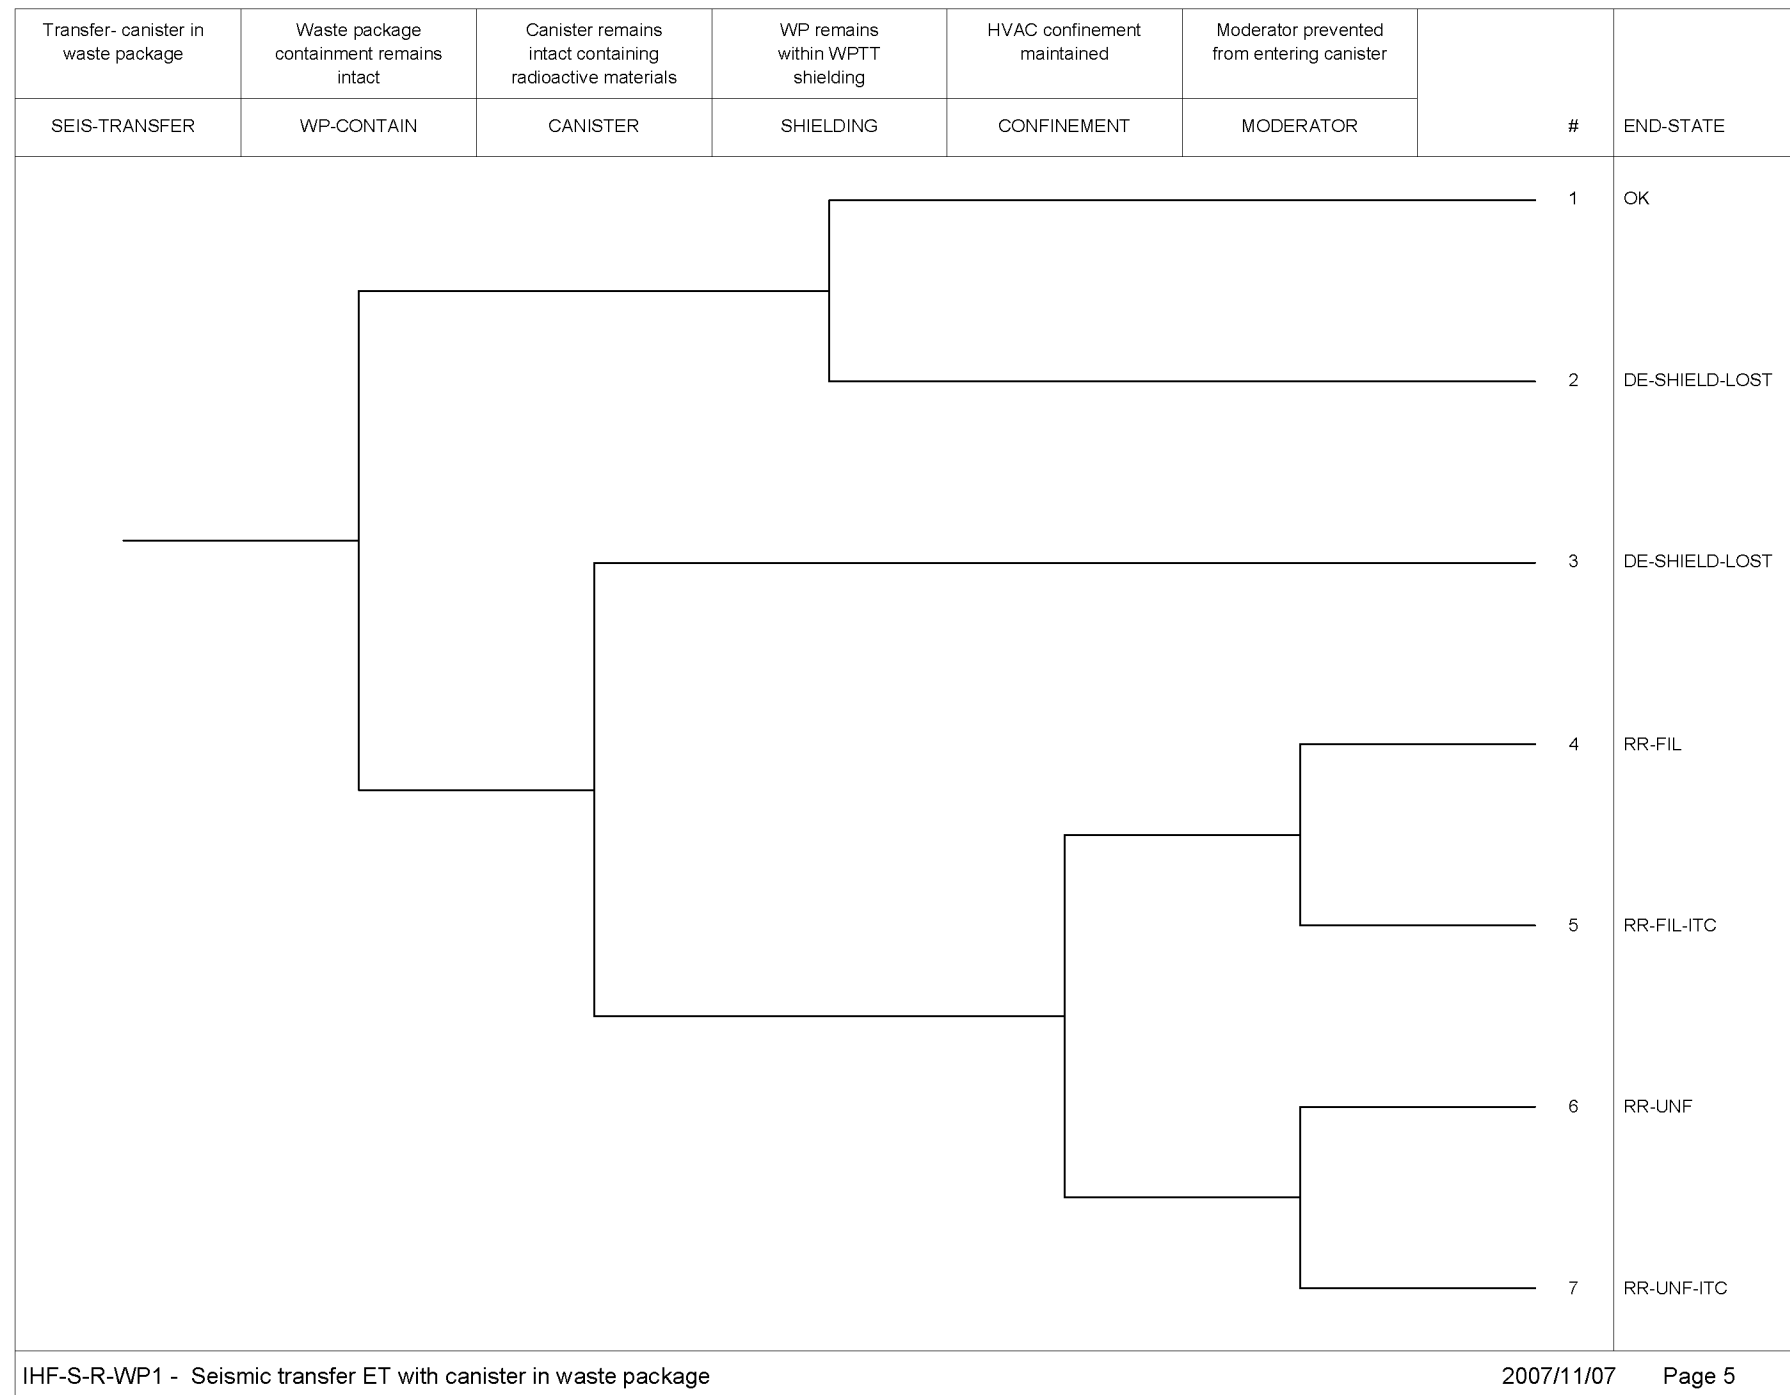 Transfer- canister in
waste package
Waste package
containment remains
intact
Canister remains
intact containing
radioactive materials
WP remains
within WPTT
shielding
HVAC confinement
maintained
Moderator prevented
from entering canister
SEIS-TRANSFER
WP-CONTAIN
CANISTER
SHIELDING
CONFINEMENT
MODERATOR
#
END-STATE
1 OK
2 DE-SHIELD-LOST
3 DE-SHIELD-LOST
4 RR-FIL
5 RR-FIL-ITC
6 RR-UNF
7 RR-UNF-ITC
IHF-S-R-WP1 - Seismic transfer ET with canister in waste package
2007/11/07 Page 5